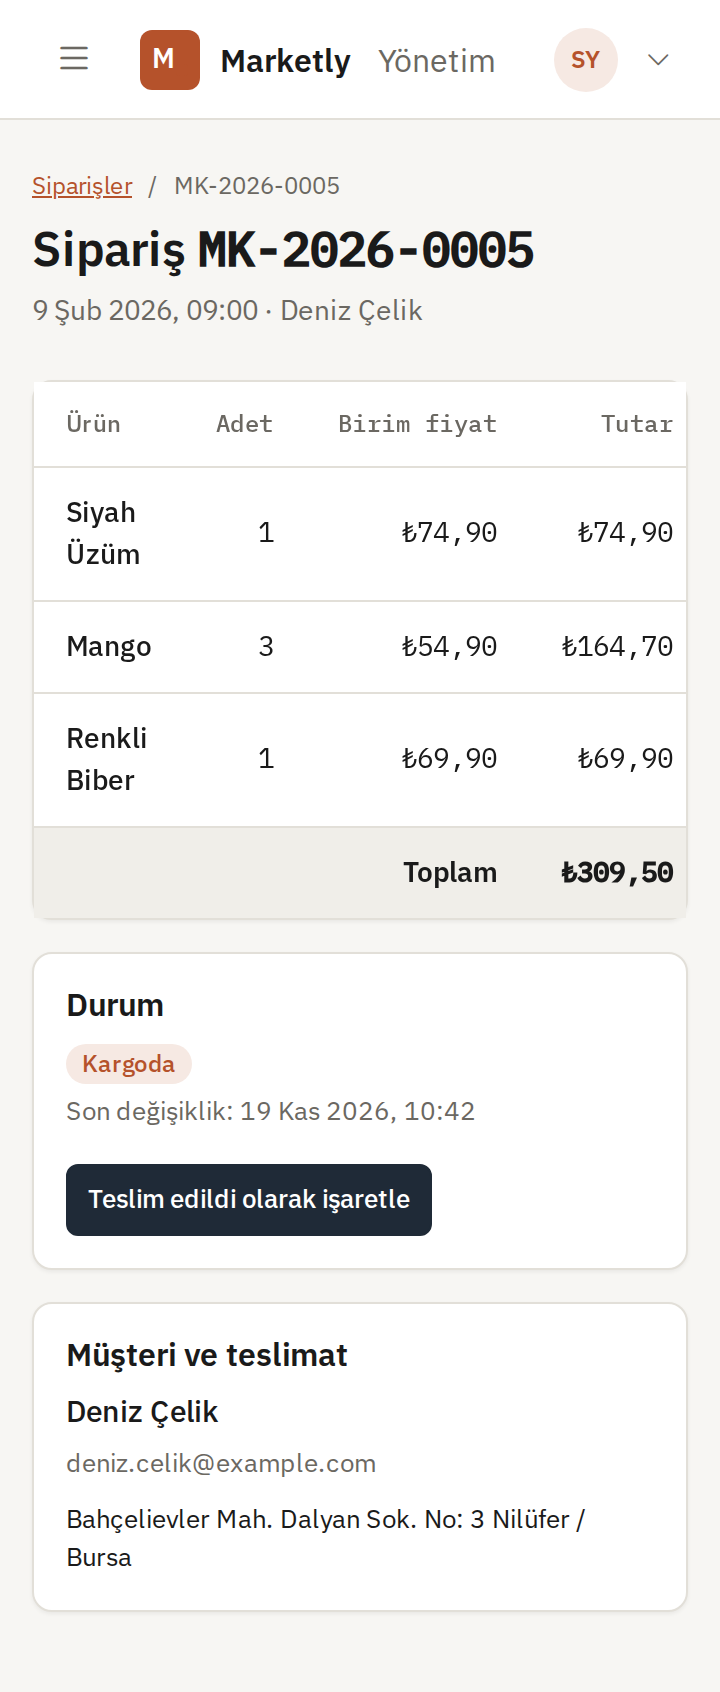 M Marketly Yönetim SY
Siparişler / MK-2026-0005
Sipariş MK-2026-0005
9 Şub 2026, 09:00 · Deniz Çelik
Ürün Adet Birim fiyat Tutar
Siyah
Üzüm 1 ₺74,90 ₺74,90
Mango 3 ₺54,90 ₺164,70
Renkli
Biber 1 ₺69,90 ₺69,90
Toplam ₺309,50
Durum
Kargoda
Son değişiklik: 19 Kas 2026, 10:42
Teslim edildi olarak işaretle
Müşteri ve teslimat
Deniz Çelik
deniz.celik@example.com
Bahçelievler Mah. Dalyan Sok. No: 3 Nilüfer /
Bursa